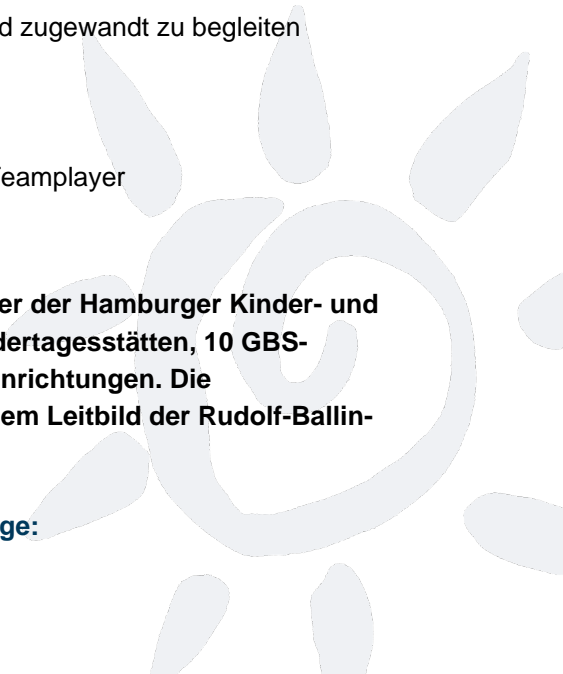 d zugewandt zu begleiten
eamplayer
er der Hamburger Kinder- und
dertagesstätten, 10 GBS-
nrichtungen. Die
em Leitbild der Rudolf-Ballin-
ge: